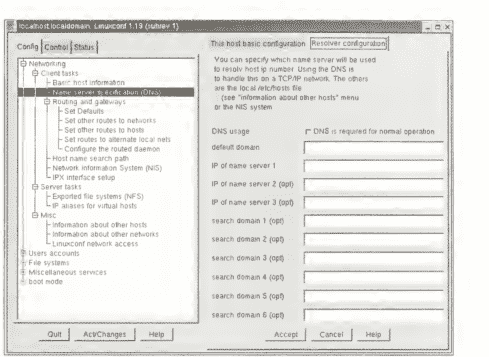 localhost.localdomain: Linuxconf 1.19 (subrev 1)
Config Control Status
Networking
Client tasks
Basic host information
Name server specification (DNS)
Routing and gateways
Set Defaults
Set other routes to networks
Set other routes to hosts
Set routes to alternate local nets
Configure the routed daemon
Host name search path
Network Information System (NIS)
IPX interface setup
Server tasks
Exported file systems (NFS)
IP aliases for virtual hosts
Misc
Information about other hosts
Information about other networks
Linuxconf network access
Users accounts
File systems
Miscellaneous services
boot mode
Quit Act/Changes Help
This host basic configuration Resolver configuration
You can specify which name server will be used
to resolv host ip number. Using the DNS is
to handle this on a TCP/IP network. The others
are the local /etc/hosts file
(see "information about other hosts" menu
or the NIS system
DNS usage DNS is required for normal operation
default domain
IP of name server 1
IP of name server 2 (opt)
IP of name server 3 (opt)
search domain 1 (opt)
search domain 2 (opt)
search domain 3 (opt)
search domain 4 (opt)
search domain 5 (opt)
search domain 6 (opt)
Accept Cancel Help